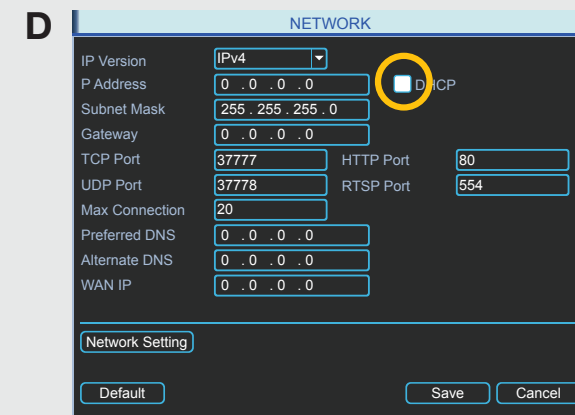 D
NETWORK
IP Version IPv4
P Address 0 .0 .0 .0 DHCP
Subnet Mask 255 . 255 . 255 . 0
Gateway 0 .0 .0 .0
TCP Port 37777 HTTP Port 80
UDP Port 37778 RTSP Port 554
Max Connection 20
Preferred DNS 0 .0 .0 .0
Alternate DNS 0 .0 .0 .0
WAN IP 0 .0 .0 .0
Network Setting
Default Save Cancel